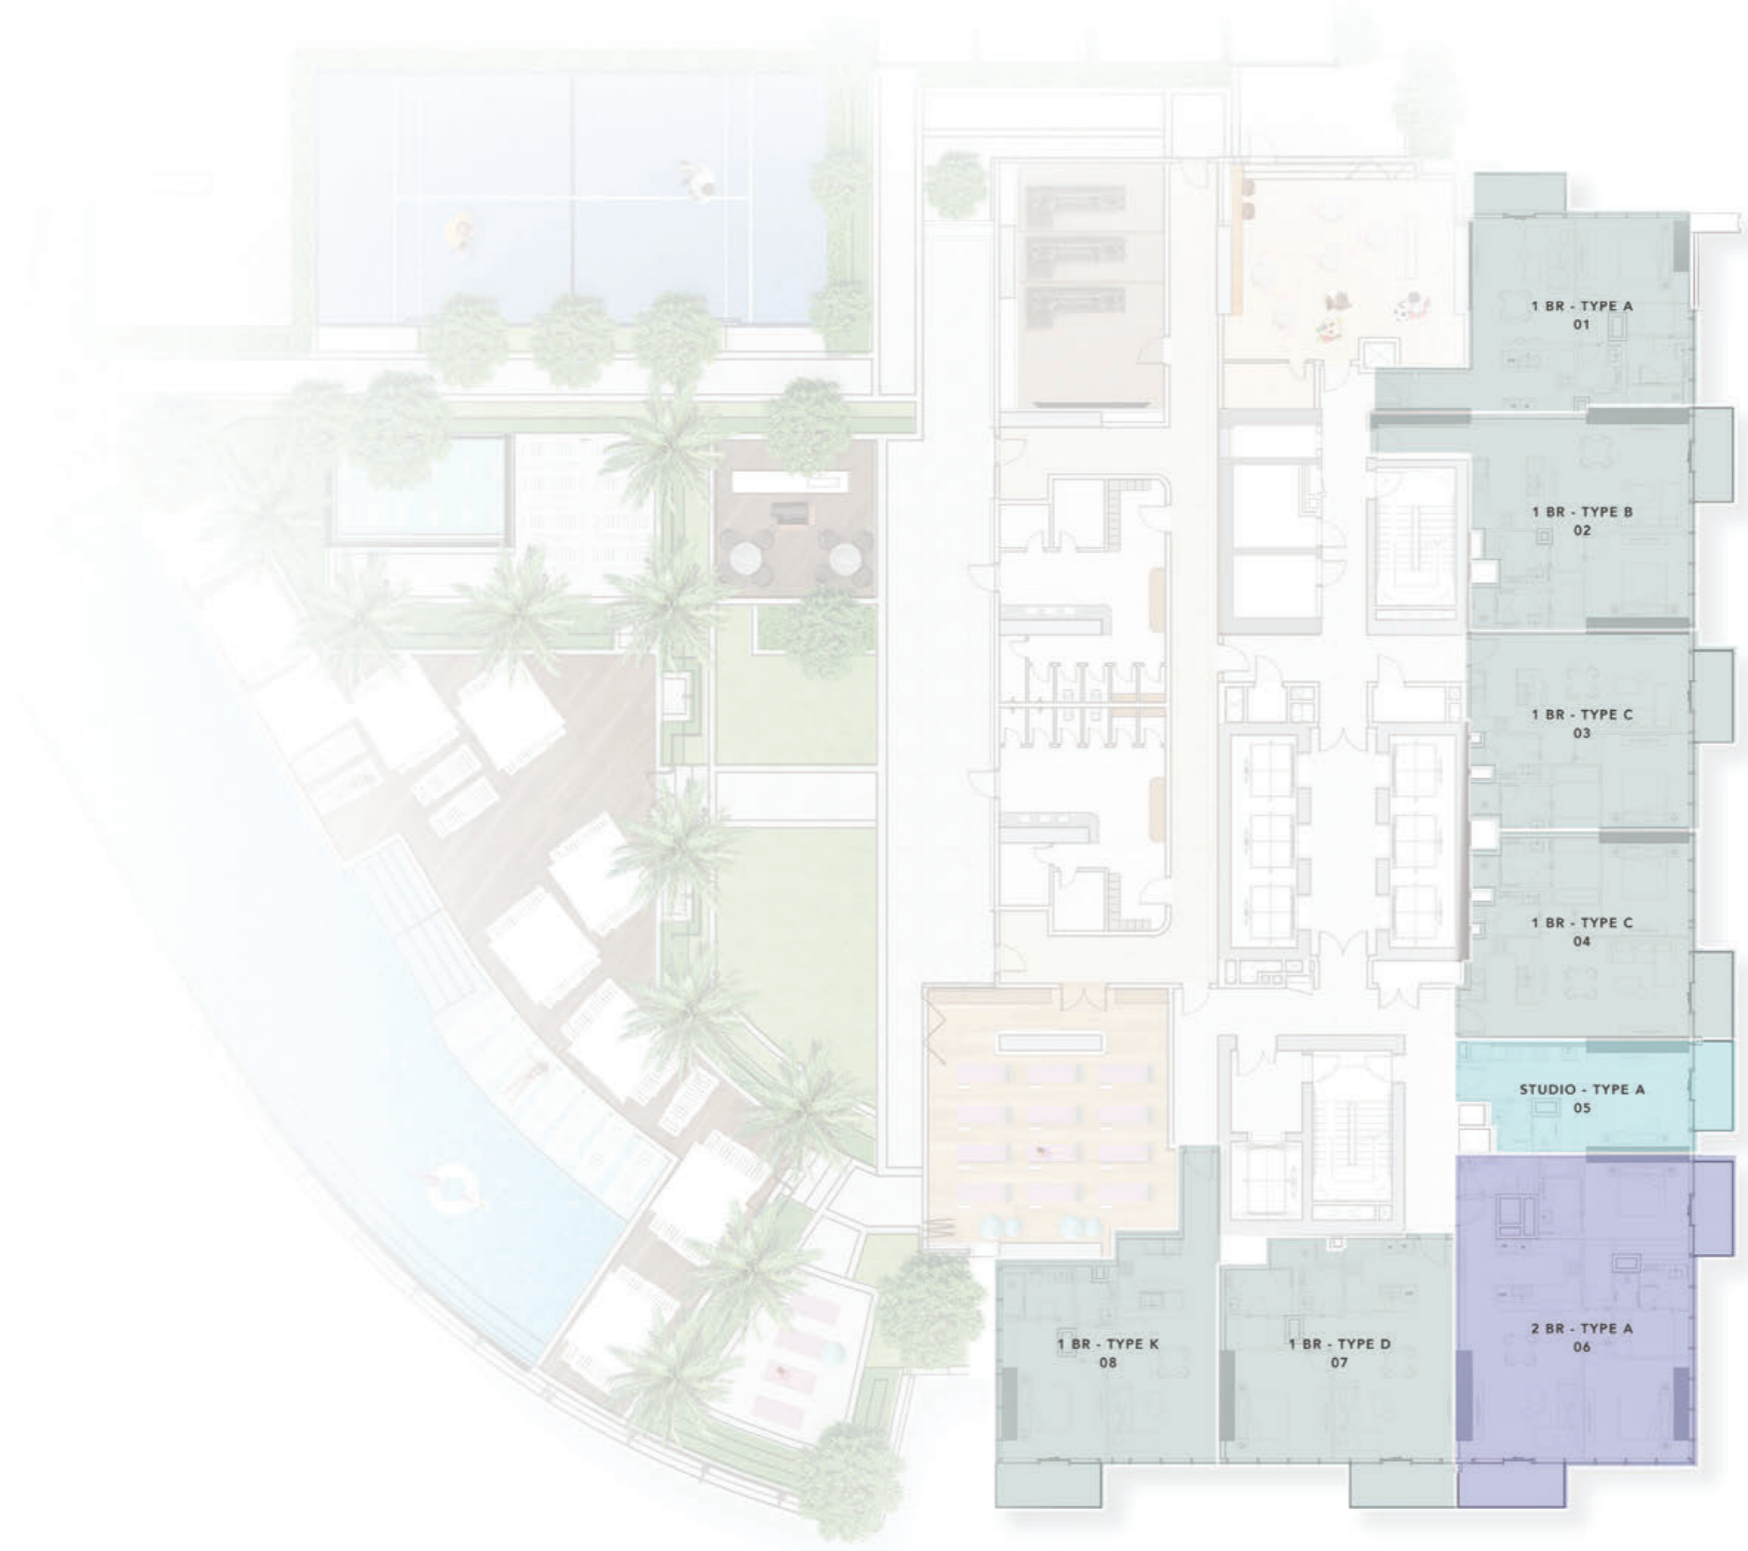 1 BR - TYPE A
01
1 BR - TYPE B
02
1 BR - TYPE C
03
1 BR - TYPE C
04
STUDIO - TYPE A
05
2 BR - TYPE A
06
1 BR - TYPE D
07
1 BR - TYPE K
08